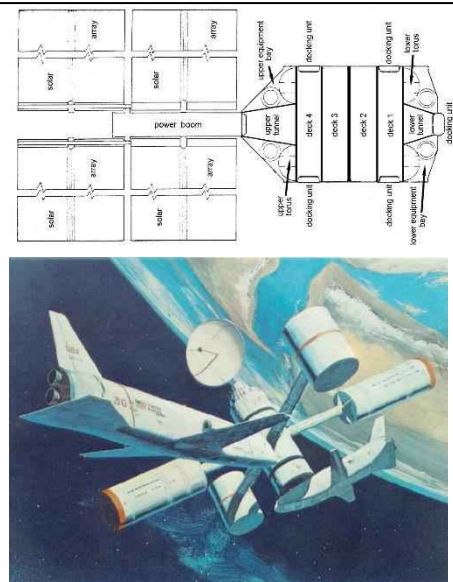 solar
array
solar
array
solar
array
solar
array
power boom
upper equipment
bay
upper
tunnel
upper
torus
docking unit
docking unit
deck 4
deck 3
deck 2
deck 1
docking unit
docking unit
lower
torus
lower
tunnel
lower equipment
bay
docking unit